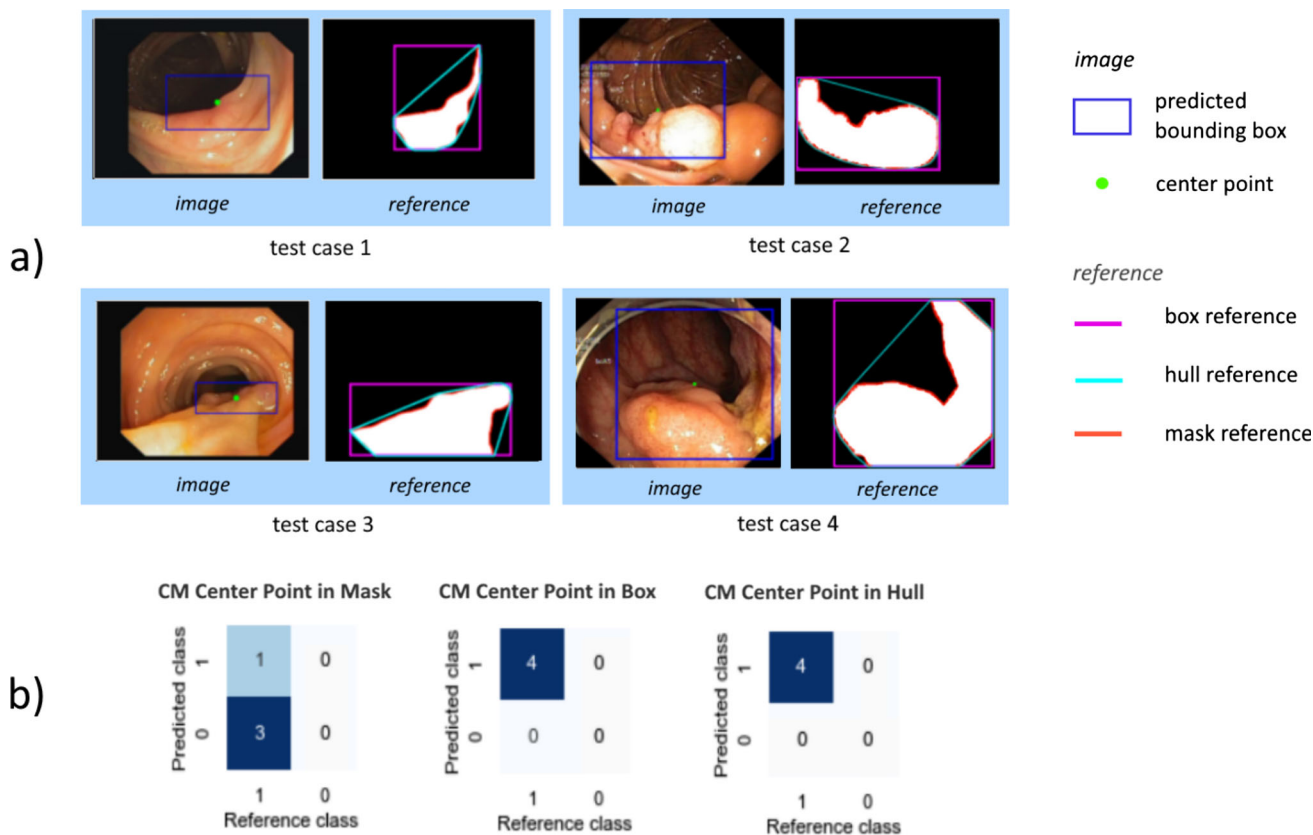 image
reference
image
reference
test case 1
test case 2
image
predicted
bounding box
center point
a)
reference
box reference
hull reference
mask reference
image
reference
image
reference
test case 3
test case 4
b)
CM Center Point in Mask
CM Center Point in Box
CM Center Point in Hull
Predicted class
1
0
1 0
3 0
1 0
Reference class
Predicted class
1
0
4 0
0 0
1 0
Reference class
Predicted class
1
0
4 0
0 0
1 0
Reference class